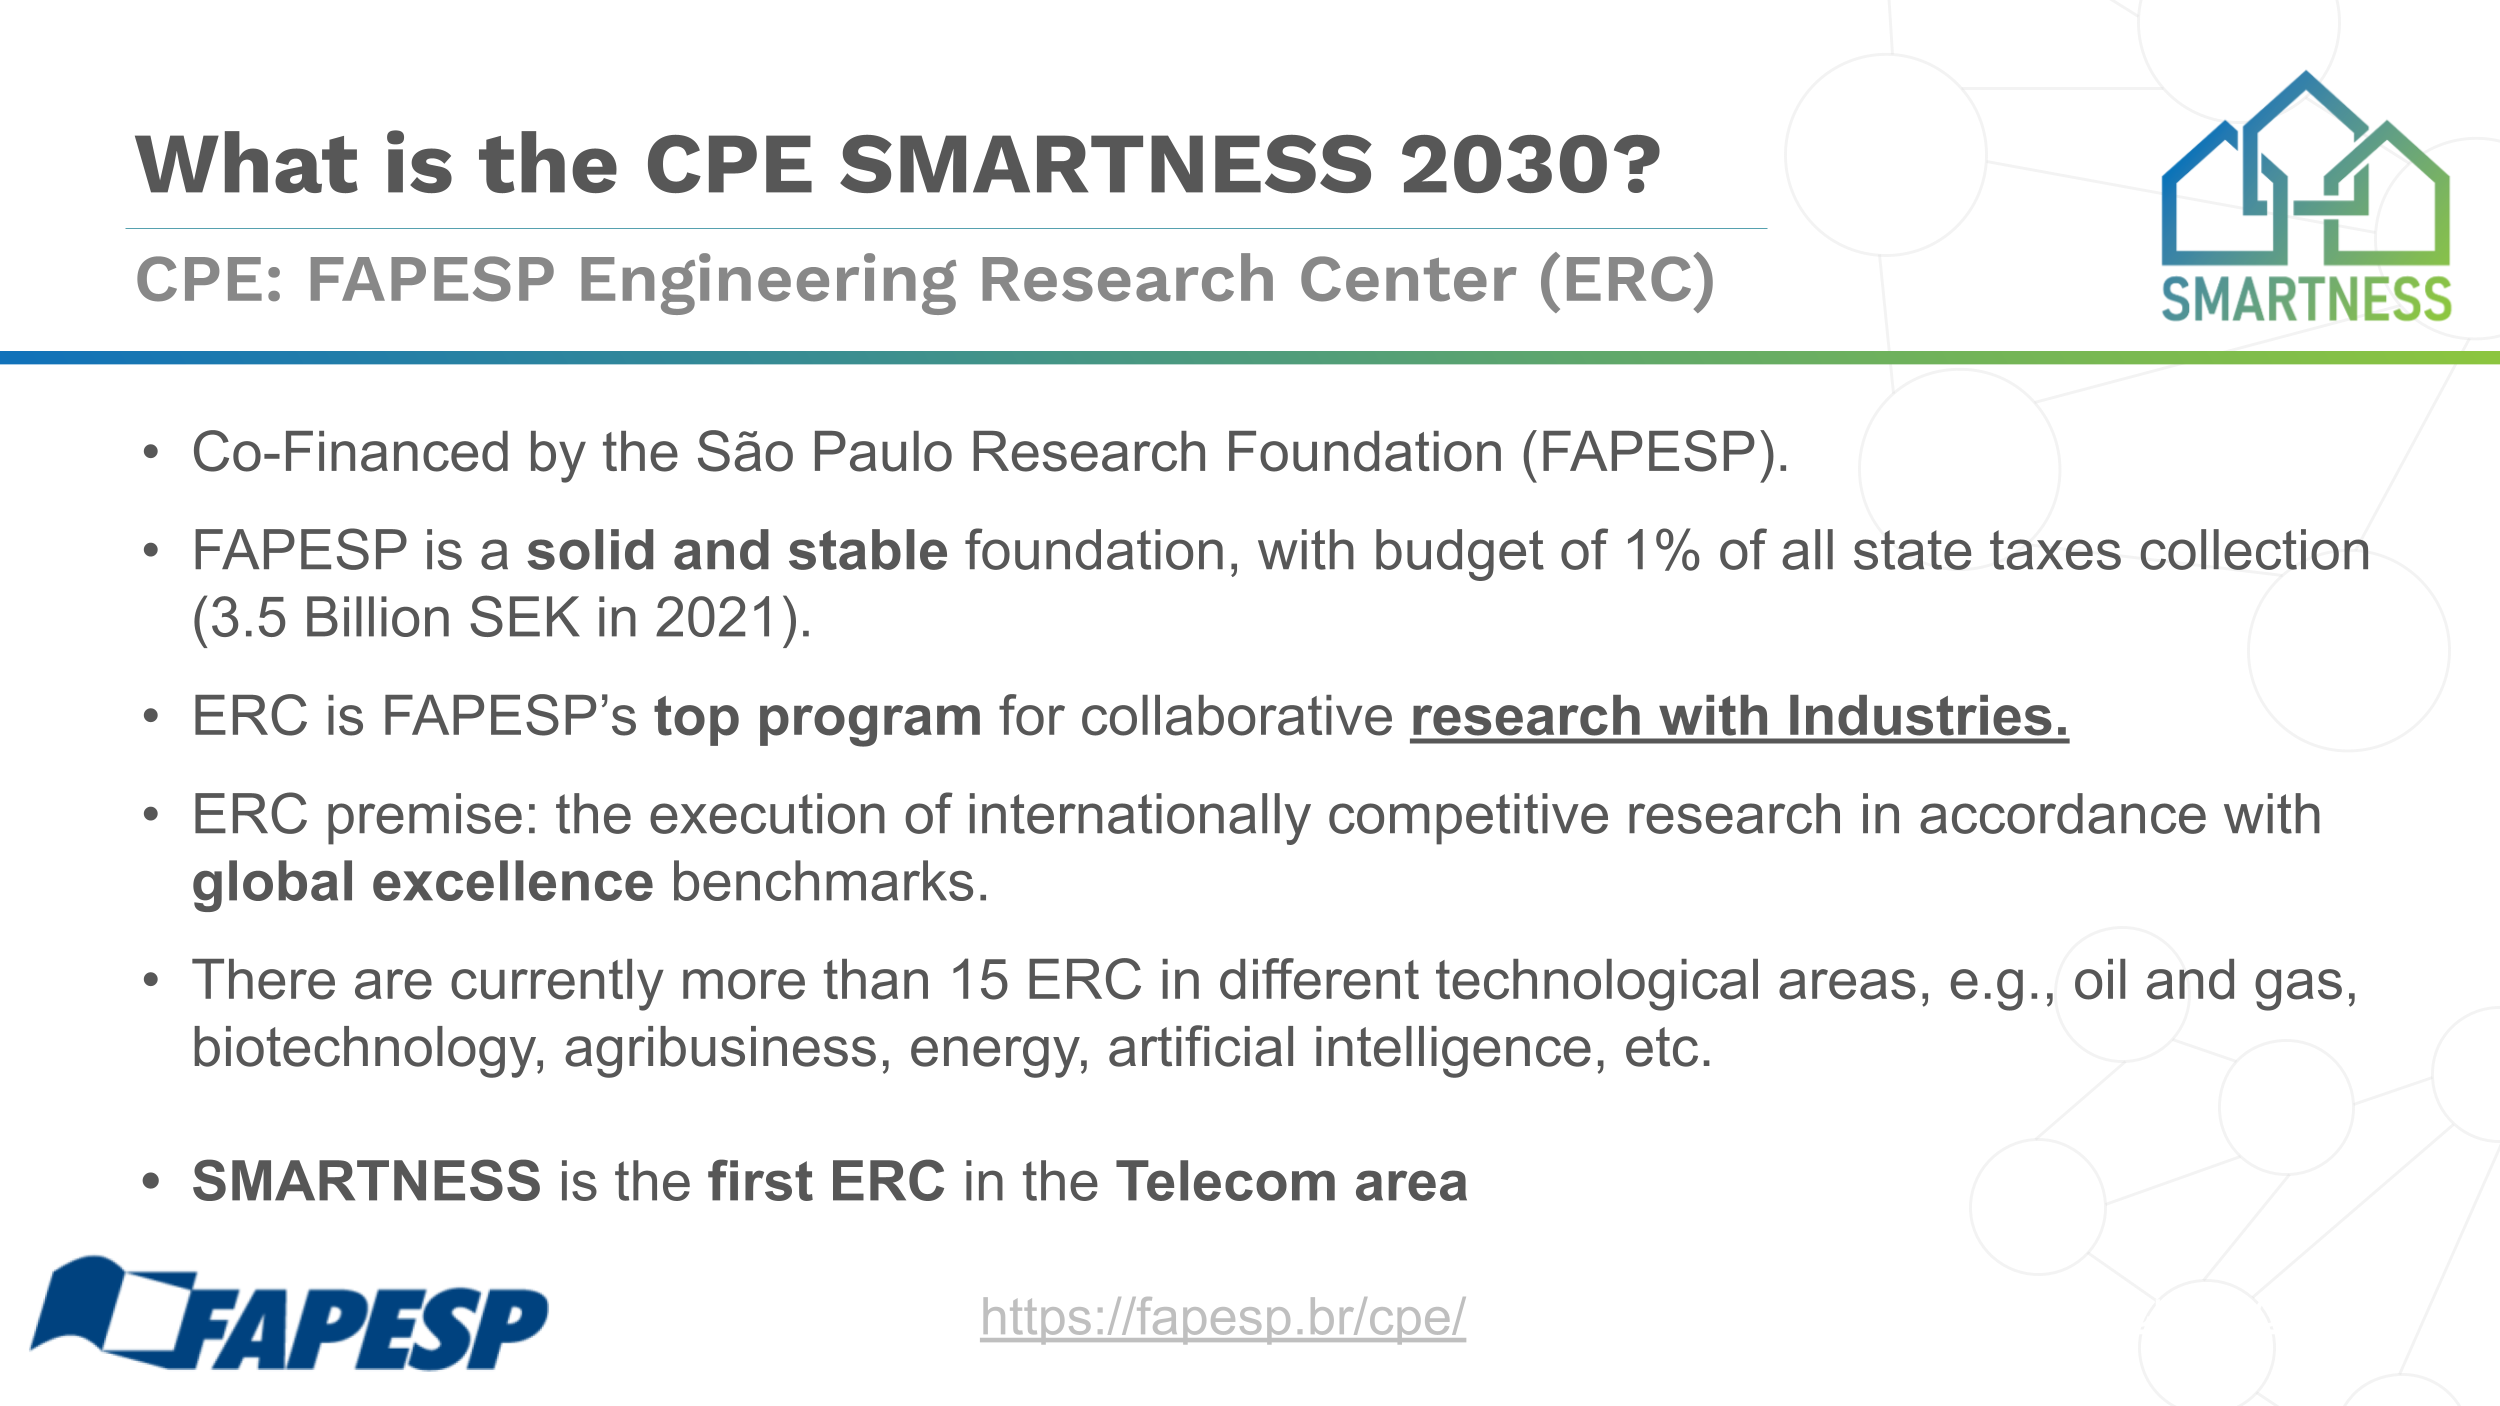 What is the CPE SMARTNESS 2030?
CPE: FAPESP Engineering Research Center (ERC)
SMARTNESS
• Co-Financed by the São Paulo Research Foundation (FAPESP).
• FAPESP is a solid and stable foundation, with budget of 1% of all state taxes collection
(3.5 Billion SEK in 2021).
• ERC is FAPESP's top program for collaborative research with Industries.
• ERC premise: the execution of internationally competitive research in accordance with
global excellence benchmarks.
• There are currently more than 15 ERC in different technological areas, e.g., oil and gas,
biotechnology, agribusiness, energy, artificial intelligence, etc.
• SMARTNESS is the first ERC in the Telecom area
FAPESP
https://fapesp.br/cpe/